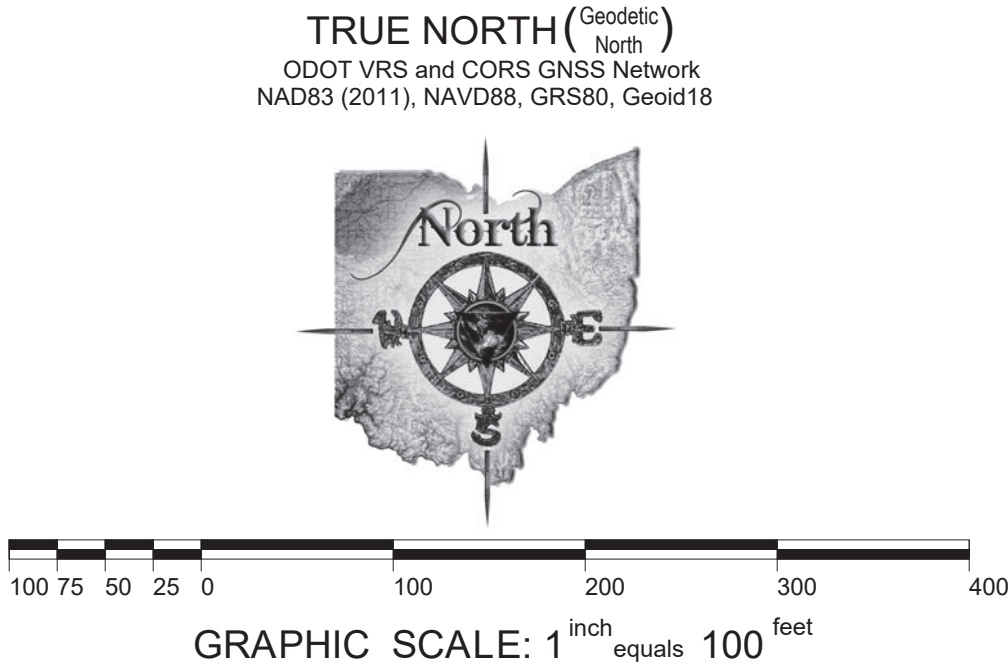 TRUE NORTH (Geodetic North)
ODOT VRS and CORS GNSS Network
NAD83 (2011), NAVD88, GRS80, Geoid18
North
W E
S
100 75 50 25 0 100 200 300 400
GRAPHIC SCALE: 1 inch equals 100 feet